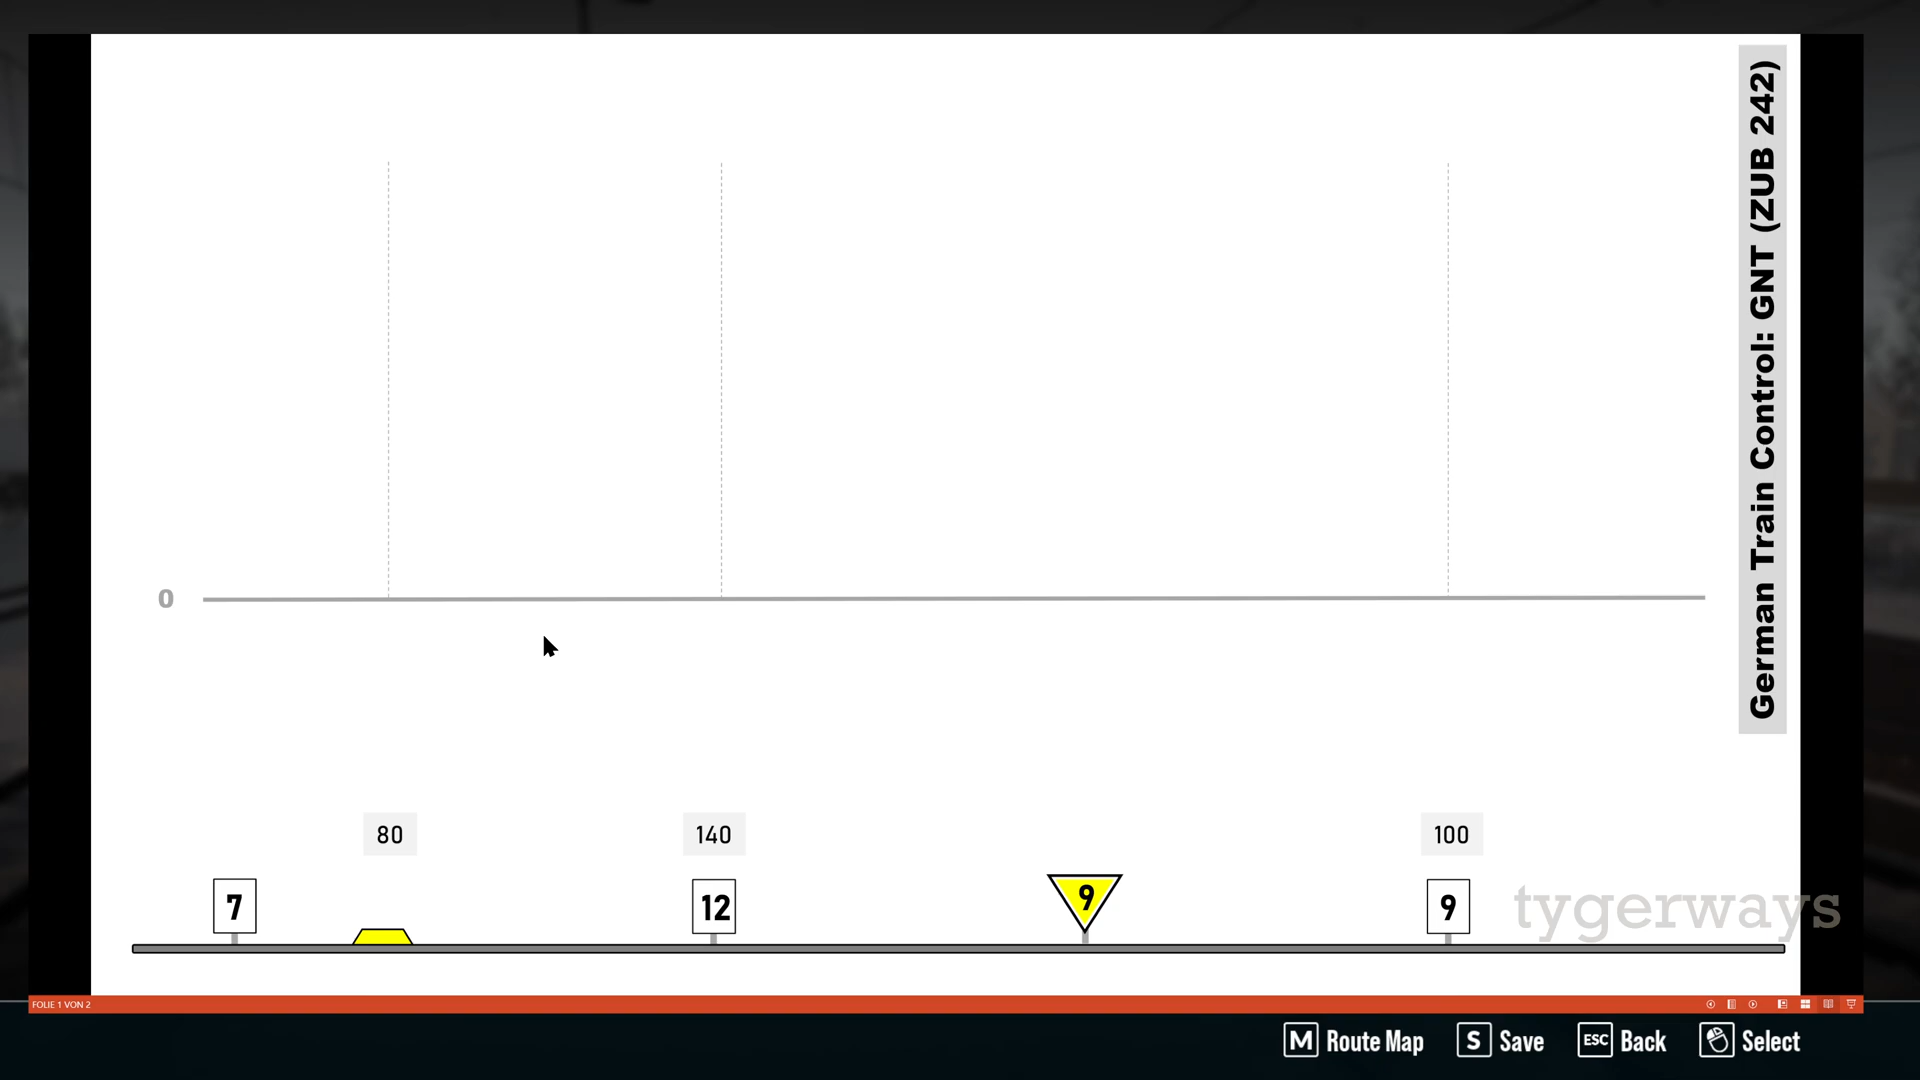 German Train Control: GNT (ZUB 242)
0
80
140
100
7
12
9
9
tygerways
FOLIE 1 VON 2
M Route Map
S Save
ESC Back
Select